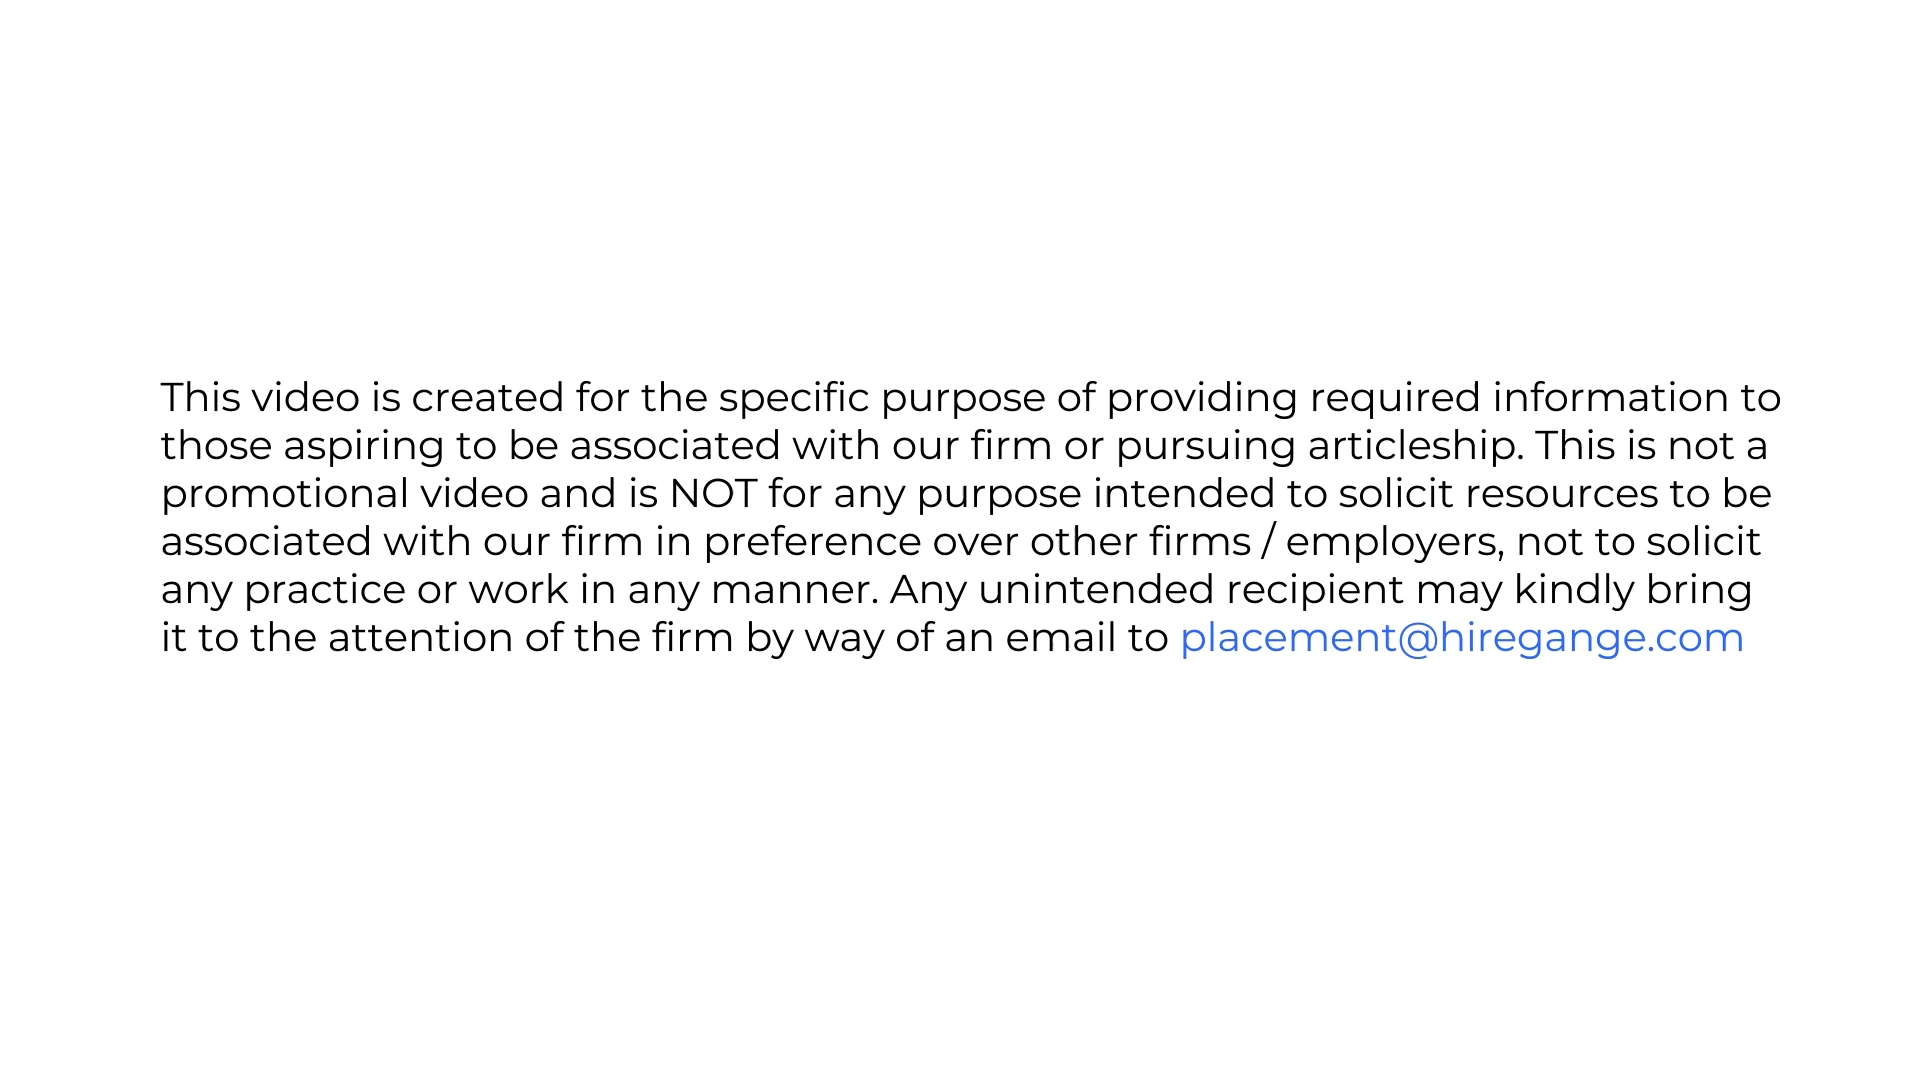 This video is created for the specific purpose of providing required information to
those aspiring to be associated with our firm or pursuing articleship. This is not a
promotional video and is NOT for any purpose intended to solicit resources to be
associated with our firm in preference over other firms / employers, not to solicit
any practice or work in any manner. Any unintended recipient may kindly bring
it to the attention of the firm by way of an email to placement@hiregange.com